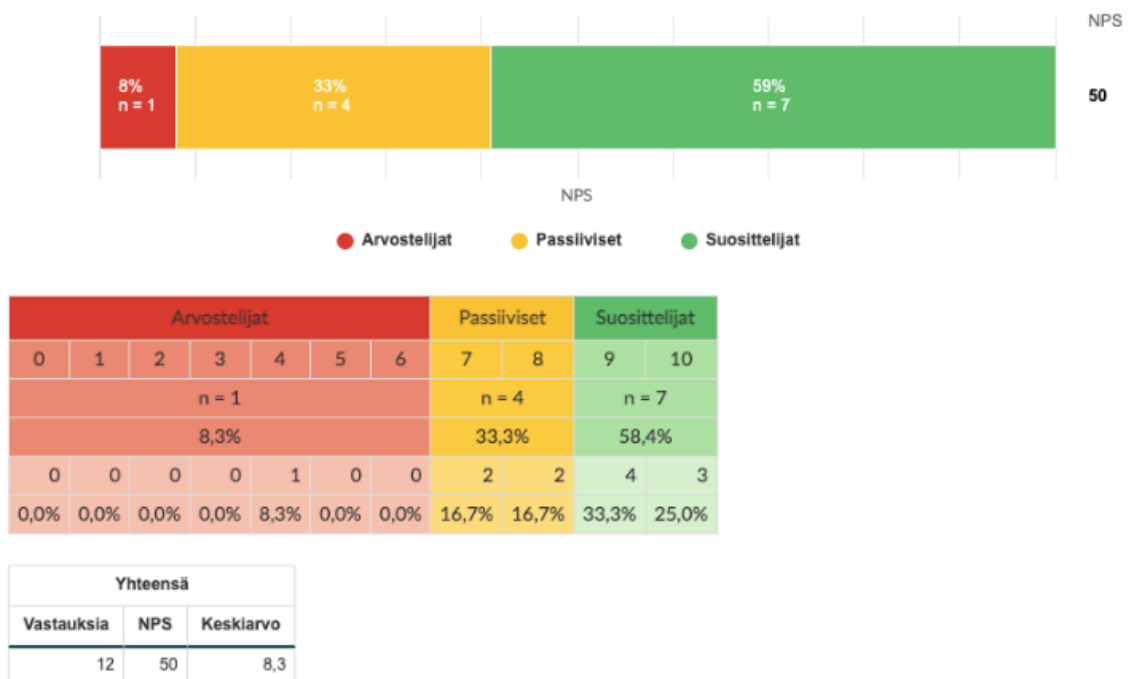 NPS
8% 33% 59%
n = 1 n = 4 n = 7
50
NPS
Arvostelijat Passiiviset Suosittelijat
Arvostelijat Passiiviset Suosittelijat
0 1 2 3 4 5 6 7 8 9 10
n = 1 n = 4 n = 7
8,3% 33,3% 58,4%
0 0 0 0 1 0 0 2 2 4 3
0,0% 0,0% 0,0% 0,0% 8,3% 0,0% 0,0% 16,7% 16,7% 33,3% 25,0%
Yhteensä
Vastauksia NPS Keskiarvo
12 50 8,3